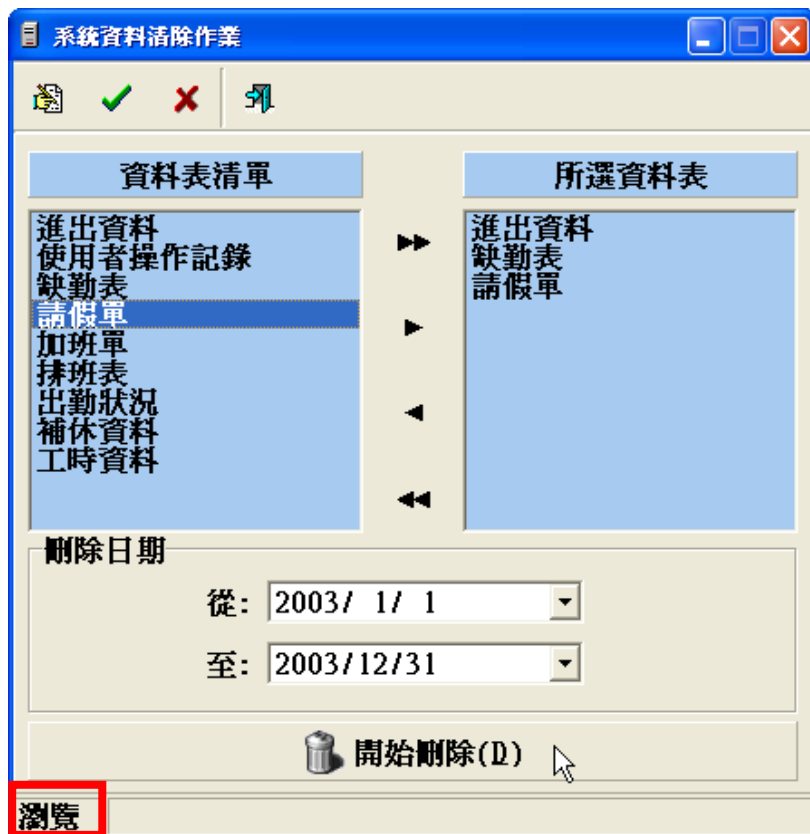 系統資料清除作業
資料表清單
所選資料表
進出資料
使用者操作記錄
缺勤表
請假單
加班單
排班表
出勤狀況
補休資料
工時資料
進出資料
缺勤表
請假單
刪除日期
從: 2003/ 1/ 1
至: 2003/12/31
開始刪除(D)
瀏覽